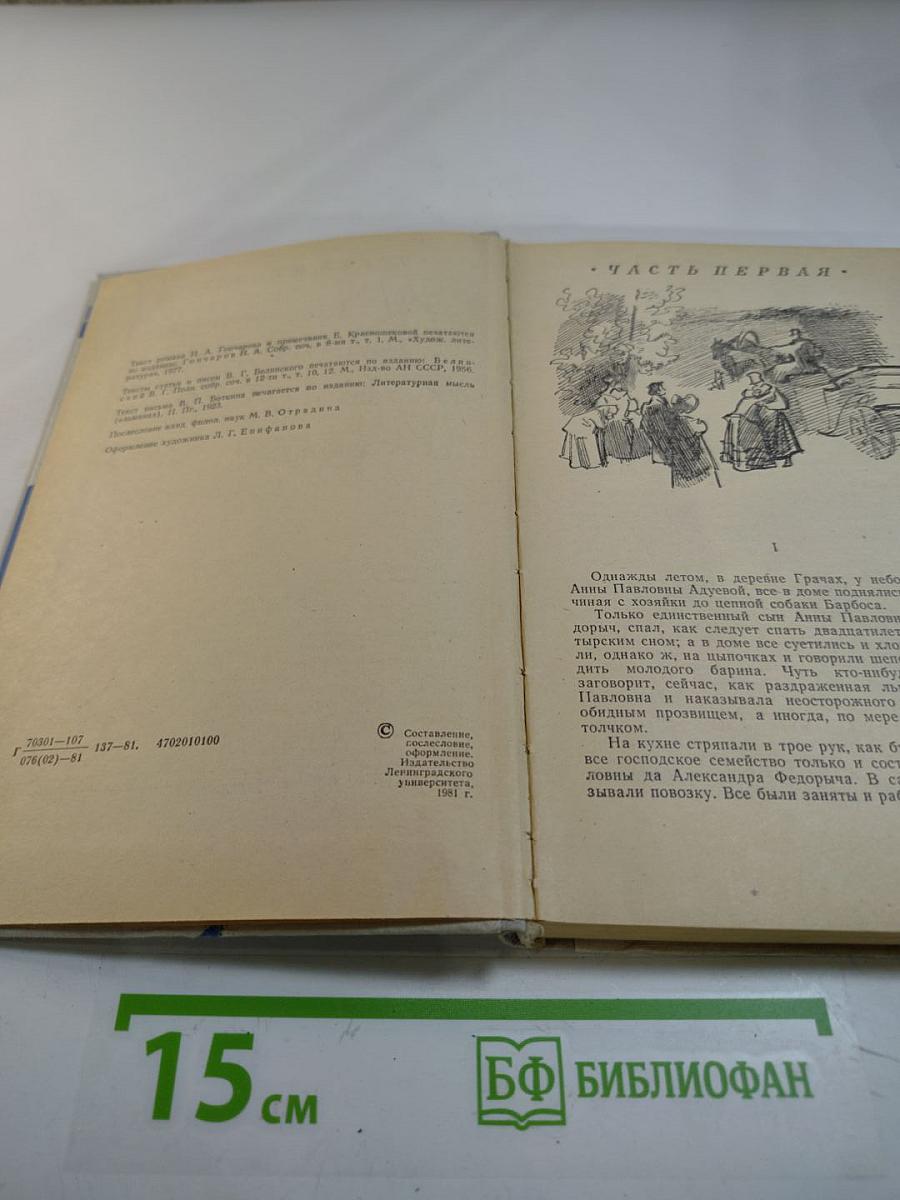 Текст романа И. А. Гончарова и примечания Е. Краснощековой печатаются
по изданию: Гончаров И. А. Собр. соч. в 8-ми т., т. 1. М., «Худож. лите-
ратура», 1977.
Тексты статьи и писем В. Г. Белинского печатаются по изданию: Белин-
ский В. Г. Полн. собр. соч. в 12-ти т., т. 10, 12. М., Изд-во АН СССР, 1956.
Текст письма В. П. Боткина печатается по изданию: Литературная мысль
(альманах), II. Пг., 1923.
Послесловие канд. филол. наук М. В. Отрадина
Оформление художника Л. Г. Епифанова
Г 70301—107
076(02)—81
137—81. 4702010100
© Составление,
послесловие,
оформление.
Издательство
Ленинградского
университета,
1981 г.
• ЧАСТЬ ПЕРВАЯ •
I
Однажды летом, в деревне Грачах, у небо
Анны Павловны Адуевой, все в доме поднялись
чиная с хозяйки до цепной собаки Барбоса.
Только единственный сын Анны Павловн
дорыч, спал, как следует спать двадцатилет
тырским сном; а в доме все суетились и хло
ли, однако ж, на цыпочках и говорили шепо
дить молодого барина. Чуть кто-нибуд
заговорит, сейчас, как раздраженная ль
Павловна и наказывала неосторожного
обидным прозвищем, а иногда, по мере
толчком.
На кухне стряпали в трое рук, как бу
все господское семейство только и сост
ловны да Александра Федорыча. В са
зывали повозку. Все были заняты и раб
15 см
БФ БИБЛИОФАН